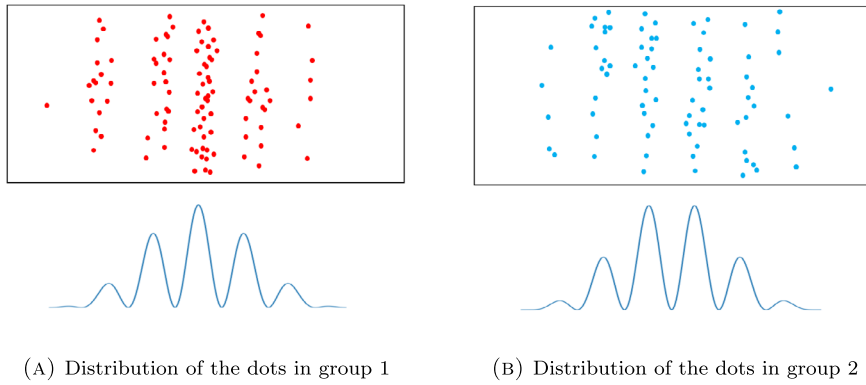 (A) Distribution of the dots in group 1
(B) Distribution of the dots in group 2